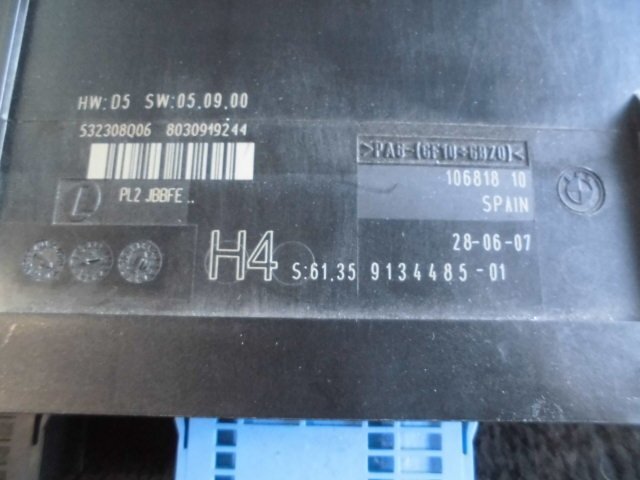 HW:D5 SW:05.09.00
532308Q06 8030919244
PL2 JBBFE ..
>PA6-(GF10+GB20)<
106818 10
SPAIN
28-06-07
H4 S:61.35 9134485-01